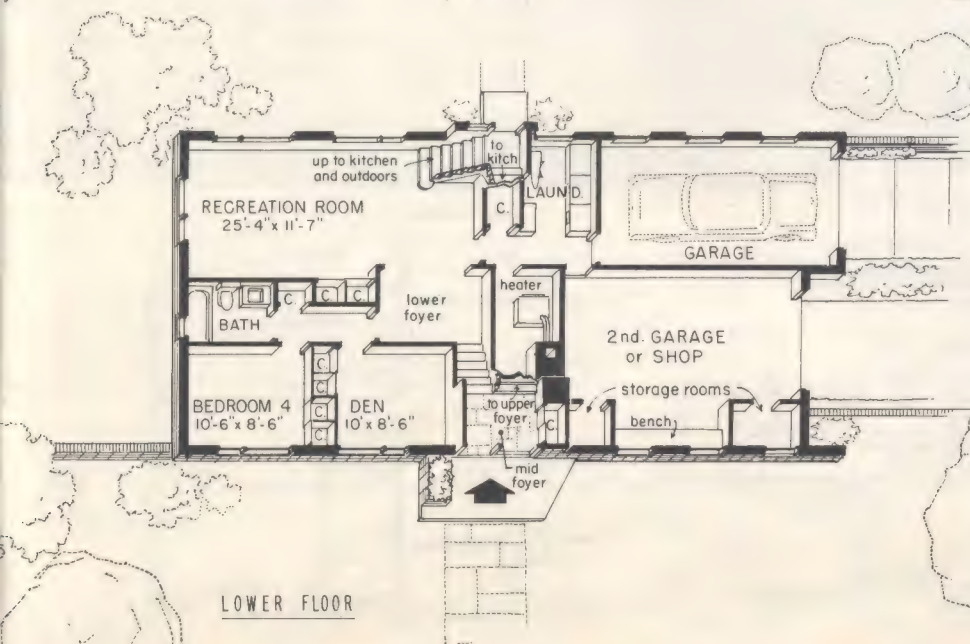 up to kitchen
and outdoors
to
kitch
LAUND.
C.
RECREATION ROOM
25'-4" x 11'-7"
GARAGE
C.
C.
C.
BATH
lower
foyer
heater
2nd. GARAGE
or SHOP
C.
C.
C.
C.
BEDROOM 4
10'-6" x 8'-6"
DEN
10' x 8'-6"
to upper
foyer
C.
storage rooms
bench
mid
foyer
LOWER FLOOR